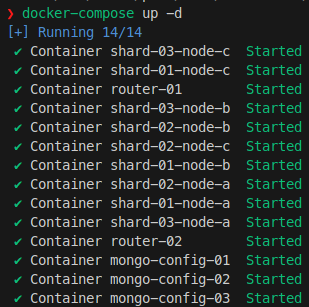 ❯ docker-compose up -d
[+] Running 14/14
✔ Container shard-03-node-c Started
✔ Container shard-01-node-c Started
✔ Container router-01 Started
✔ Container shard-03-node-b Started
✔ Container shard-02-node-b Started
✔ Container shard-02-node-c Started
✔ Container shard-01-node-b Started
✔ Container shard-02-node-a Started
✔ Container shard-01-node-a Started
✔ Container shard-03-node-a Started
✔ Container router-02 Started
✔ Container mongo-config-01 Started
✔ Container mongo-config-02 Started
✔ Container mongo-config-03 Started